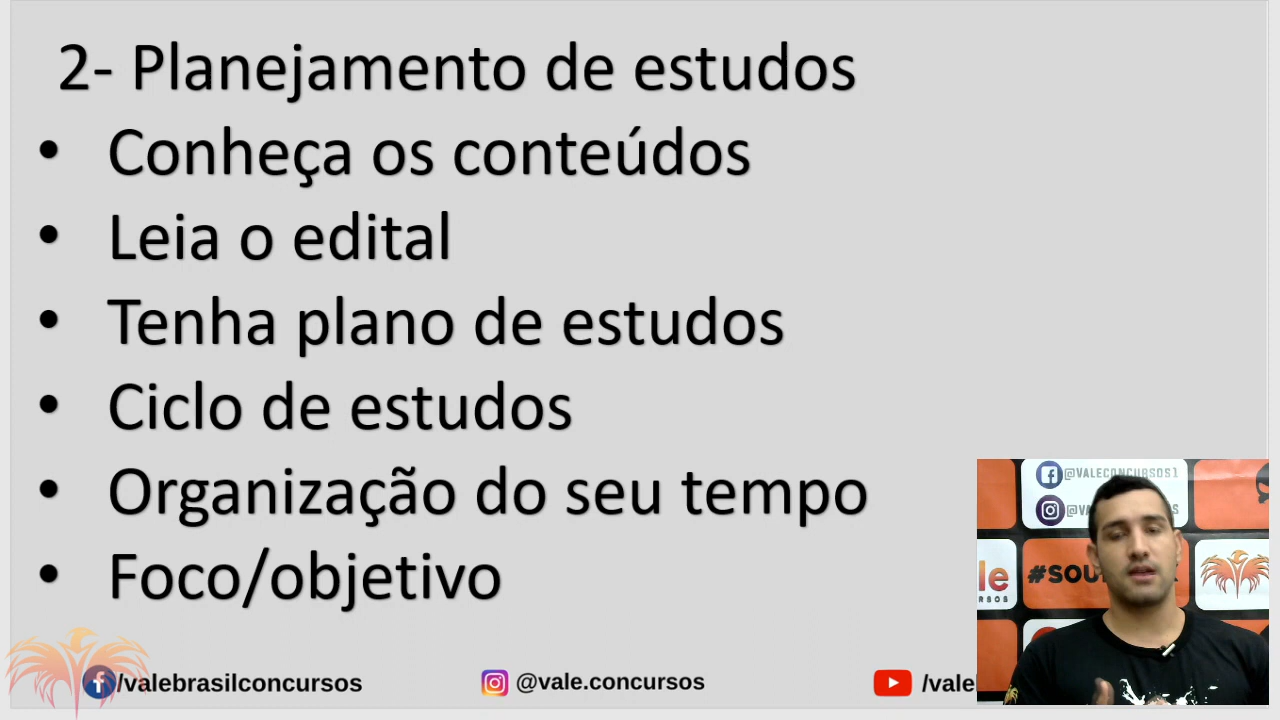 2- Planejamento de estudos
• Conheça os conteúdos
• Leia o edital
• Tenha plano de estudos
• Ciclo de estudos
• Organização do seu tempo
• Foco/objetivo
@VALECONCURSOS1
#SOU
/valebrasilconcursos
@vale.concursos